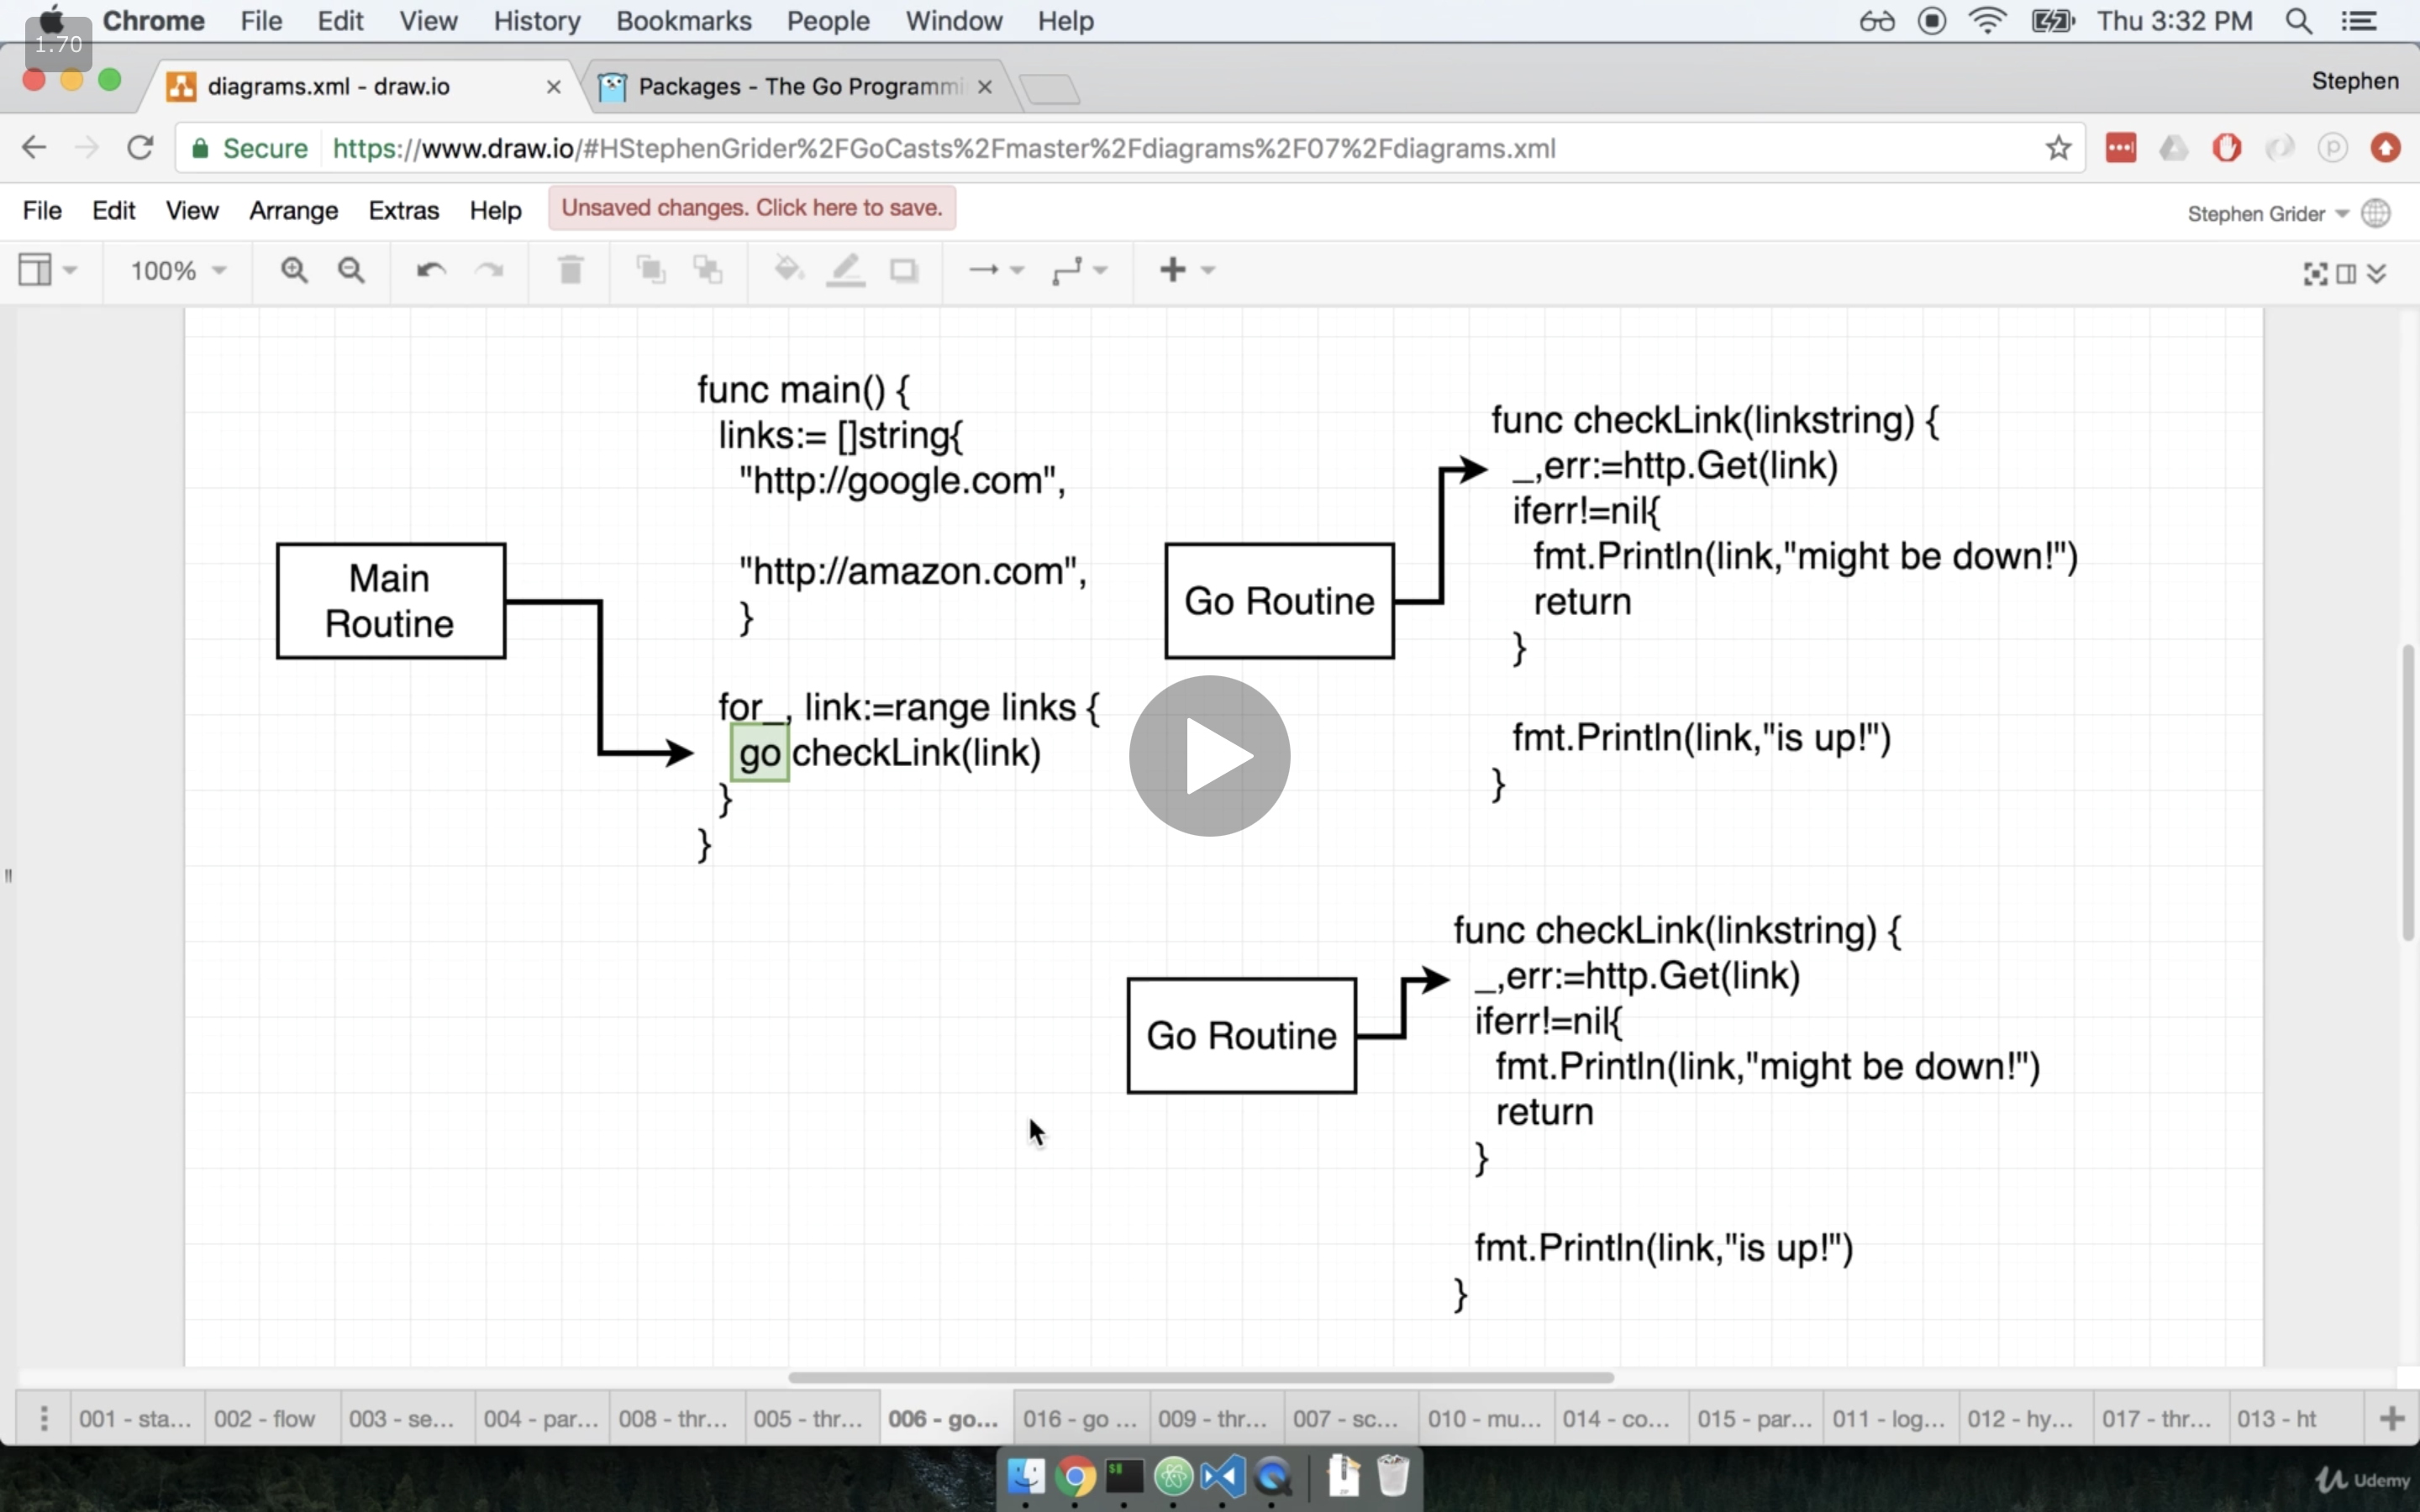 Chrome File Edit View History Bookmarks People Window Help Thu 3:32 PM
1.70
diagrams.xml - draw.io Packages - The Go Programmi Stephen
Secure https://www.draw.io/#HStephenGrider%2FGoCasts%2Fmaster%2Fdiagrams%2F07%2Fdiagrams.xml
File Edit View Arrange Extras Help Unsaved changes. Click here to save. Stephen Grider
100%
func main() {
links:= []string{
"http://google.com",
"http://amazon.com",
}
for_, link:=range links {
go checkLink(link)
}
}
Main
Routine
Go Routine
func checkLink(linkstring) {
_,err:=http.Get(link)
iferr!=nil{
fmt.Println(link,"might be down!")
return
}
fmt.Println(link,"is up!")
}
Go Routine
func checkLink(linkstring) {
_,err:=http.Get(link)
iferr!=nil{
fmt.Println(link,"might be down!")
return
}
fmt.Println(link,"is up!")
}
001 - sta... 002 - flow 003 - se... 004 - par... 008 - thr... 005 - thr... 006 - go... 016 - go ... 009 - thr... 007 - sc... 010 - mu... 014 - co... 015 - par... 011 - log... 012 - hy... 017 - thr... 013 - ht
Udemy